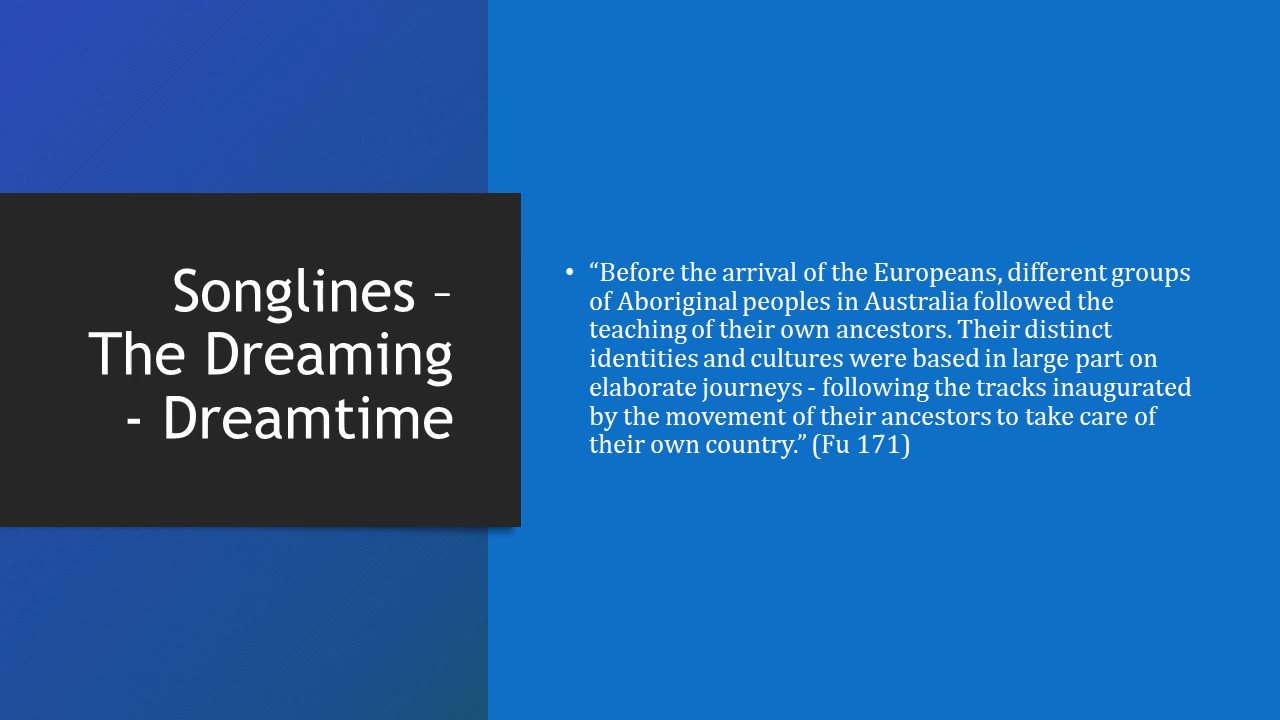 Songlines –
The Dreaming
- Dreamtime
• “Before the arrival of the Europeans, different groups
of Aboriginal peoples in Australia followed the
teaching of their own ancestors. Their distinct
identities and cultures were based in large part on
elaborate journeys - following the tracks inaugurated
by the movement of their ancestors to take care of
their own country.” (Fu 171)